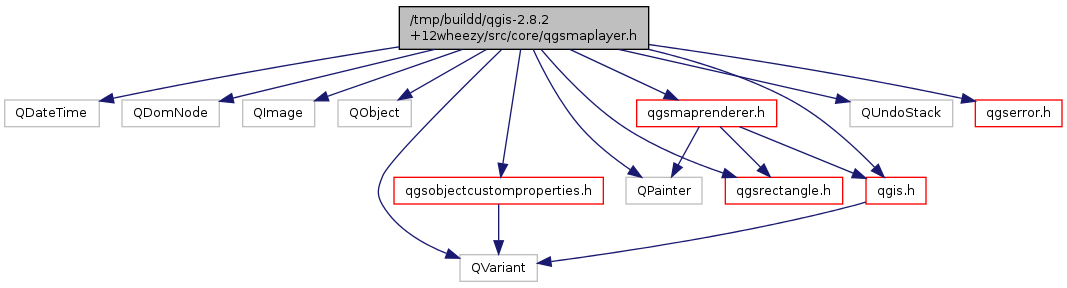 /tmp/buildd/qgis-2.8.2
+12wheezy/src/core/qgsmaplayer.h
QDateTime
QDomNode
QImage
QObject
qgsmaprenderer.h
QUndoStack
qgserror.h
qgsobjectcustomproperties.h
QPainter
qgsrectangle.h
qgis.h
QVariant